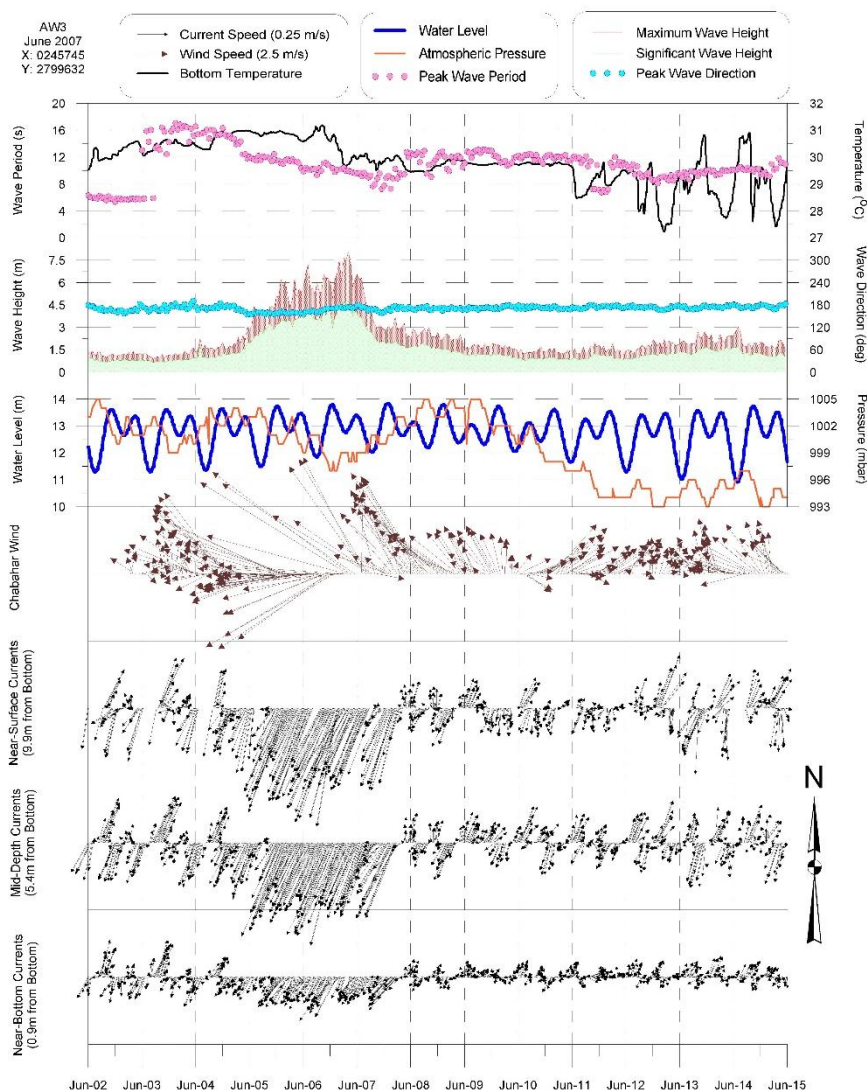 AW3
June 2007
X: 0245745
Y: 2799632
Current Speed (0.25 m/s)
Wind Speed (2.5 m/s)
Bottom Temperature
Water Level
Atmospheric Pressure
Peak Wave Period
Maximum Wave Height
Significant Wave Height
Peak Wave Direction
Wave Period (s)
20
16
12
8
4
0
32
31
30
29
28
27
Temperature (°C)
Wave Height (m)
7.5
6
4.5
3
1.5
0
300
240
180
120
60
0
Wave Direction (deg)
Water Level (m)
14
13
12
11
10
1005
1002
999
996
993
Pressure (mbar)
Chabahar Wind
Near-Surface Currents
(9.9m from Bottom)
Mid-Depth Currents
(5.4m from Bottom)
Near-Bottom Currents
(0.9m from Bottom)
N
Jun-02 Jun-03 Jun-04 Jun-05 Jun-06 Jun-07 Jun-08 Jun-09 Jun-10 Jun-11 Jun-12 Jun-13 Jun-14 Jun-15